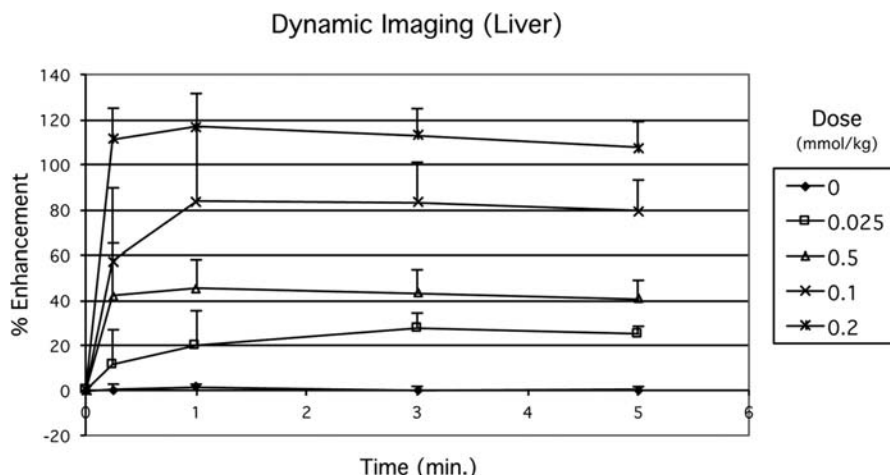 Dynamic Imaging (Liver)
140
120
100
80
60
40
20
0
-20
0 1 2 3 4 5 6
% Enhancement
Time (min.)
Dose
(mmol/kg)
0
0.025
0.5
0.1
0.2